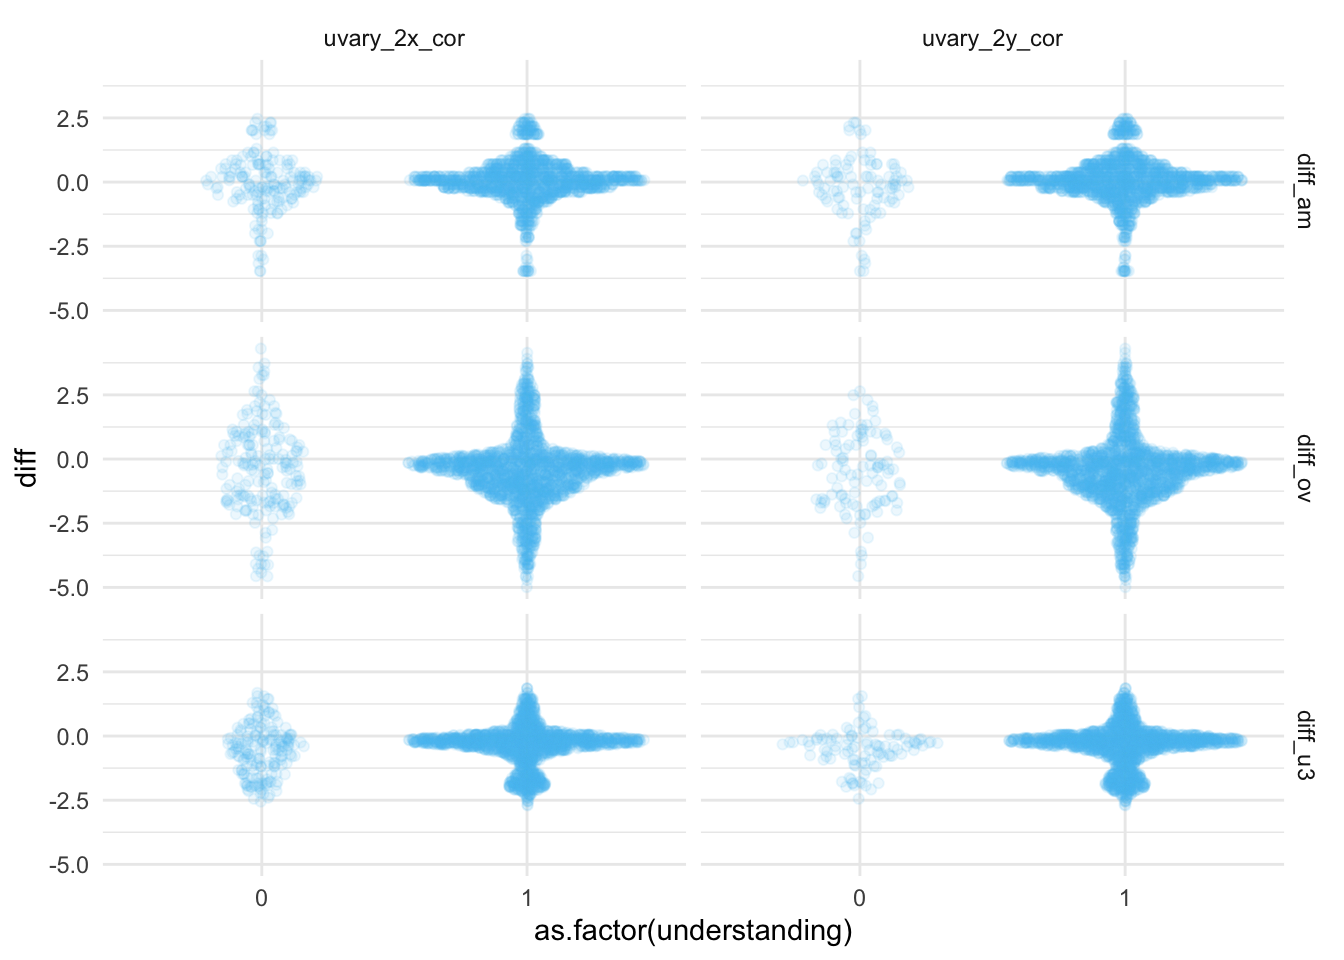 uvary_2x_cor
uvary_2y_cor
2.5
0.0
-2.5
-5.0
diff_am
2.5
0.0
-2.5
-5.0
diff_ov
diff
2.5
0.0
-2.5
-5.0
diff_u3
0
1
0
1
as.factor(understanding)